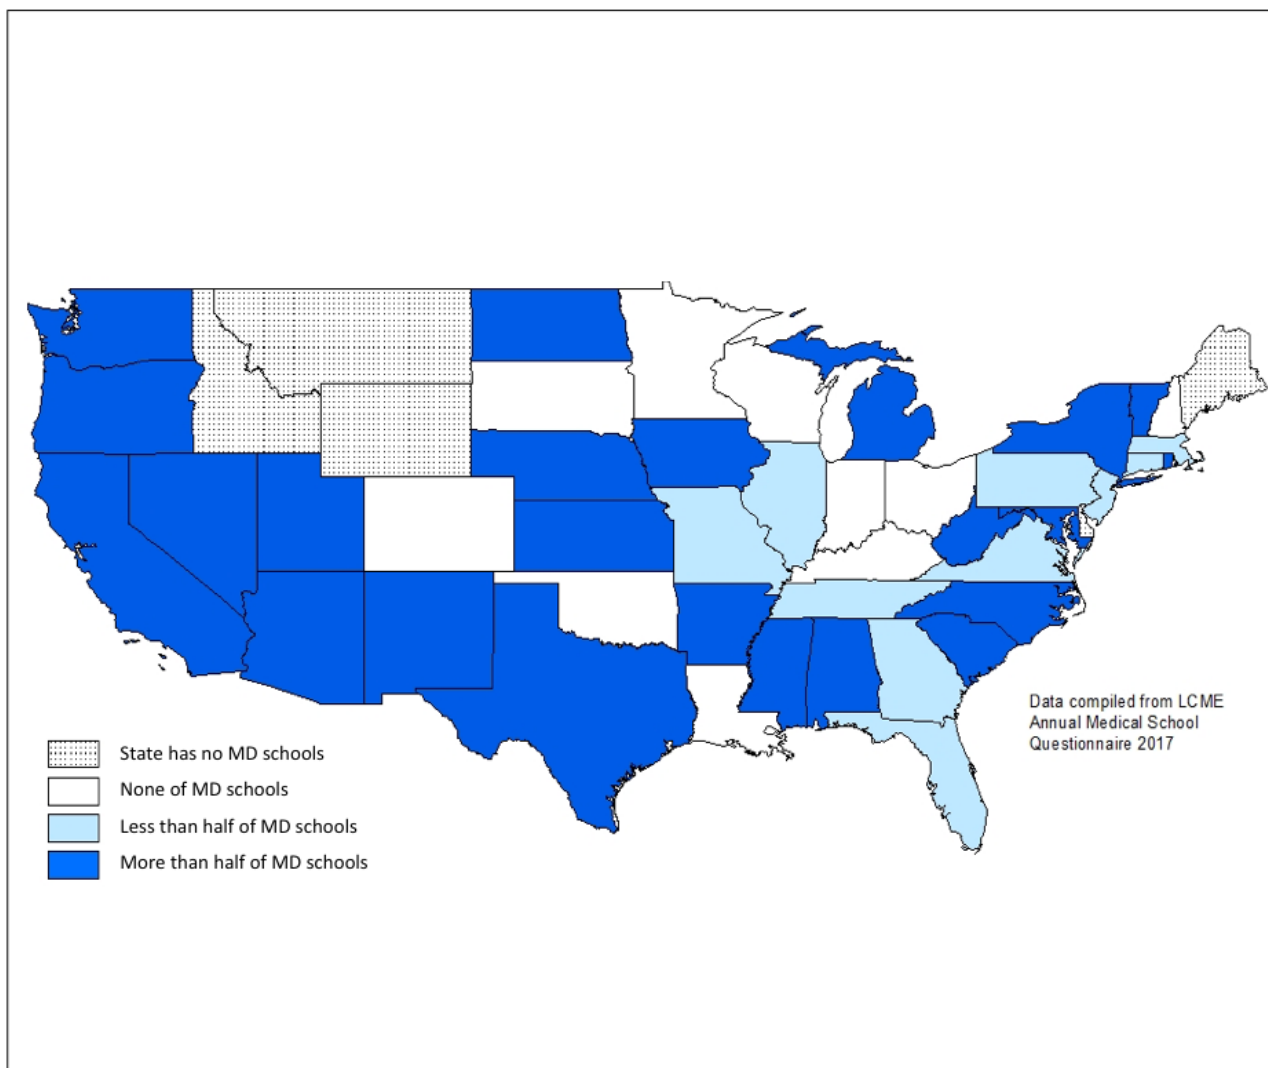 Data compiled from LCME
Annual Medical School
Questionnaire 2017
State has no MD schools
None of MD schools
Less than half of MD schools
More than half of MD schools